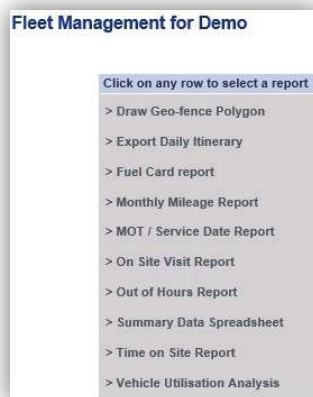 Fleet Management for Demo
Click on any row to select a report
> Draw Geo-fence Polygon
> Export Daily Itinerary
> Fuel Card report
> Monthly Mileage Report
> MOT / Service Date Report
> On Site Visit Report
> Out of Hours Report
> Summary Data Spreadsheet
> Time on Site Report
> Vehicle Utilisation Analysis